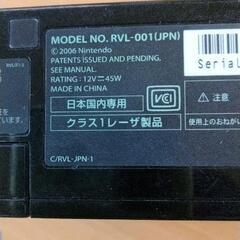 MODEL NO. RVL-001(JPN)
© 2006 Nintendo
PATENTS ISSUED AND PENDING.
SEE MANUAL.
RATING: 12V⎓45W
MADE IN CHINA
日本国内専用
VCI
クラス1レーザ製品
C/RVL-JPN-1
Serial
使用上のおねがい